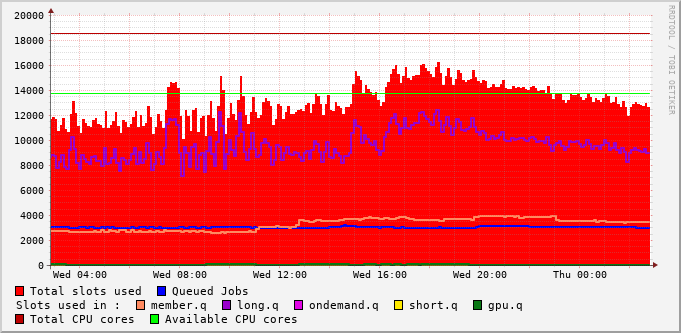 20000
18000
16000
14000
12000
10000
8000
6000
4000
2000
0
Wed 04:00 Wed 08:00 Wed 12:00 Wed 16:00 Wed 20:00 Thu 00:00
RRDTOOL / TOBI OETIKER
Total slots used Queued Jobs
Slots used in : member.q long.q ondemand.q short.q gpu.q
Total CPU cores Available CPU cores